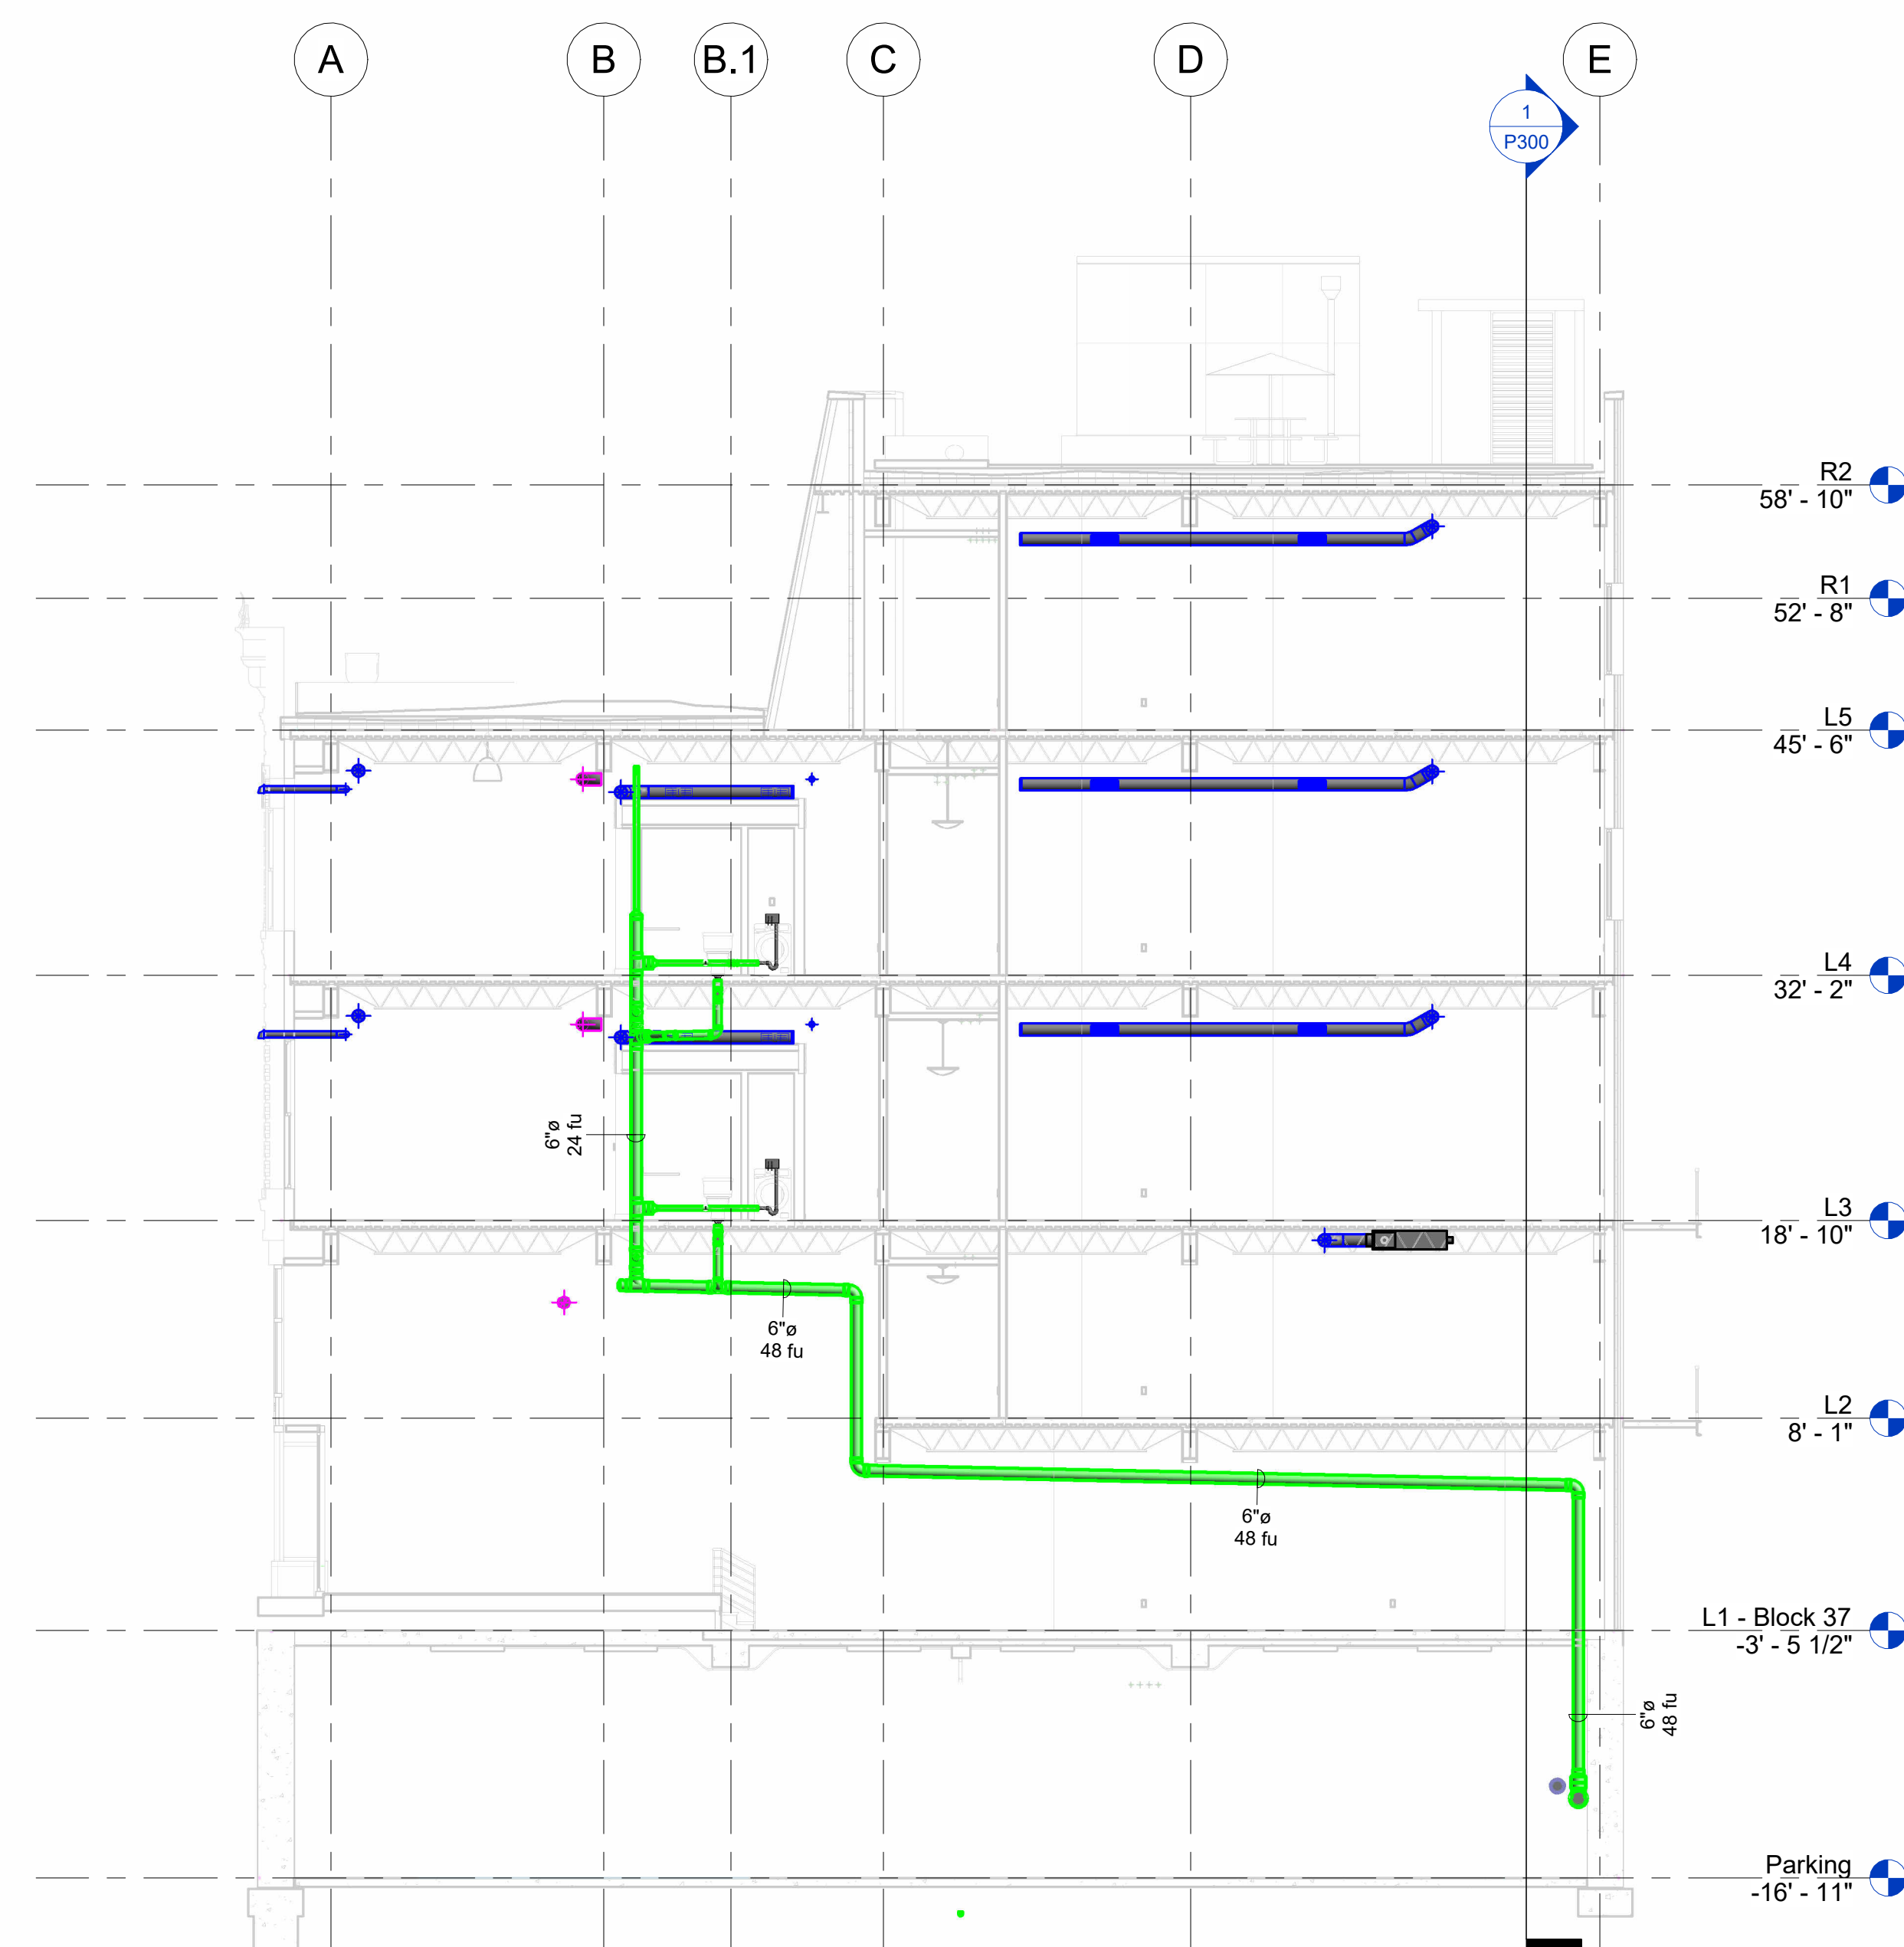 A
B
B.1
C
D
E
1
P300
R2
58' - 10"
R1
52' - 8"
L5
45' - 6"
L4
32' - 2"
6"ø
24 fu
L3
18' - 10"
6"ø
48 fu
L2
8' - 1"
6"ø
48 fu
L1 - Block 37
-3' - 5 1/2"
6"ø
48 fu
Parking
-16' - 11"